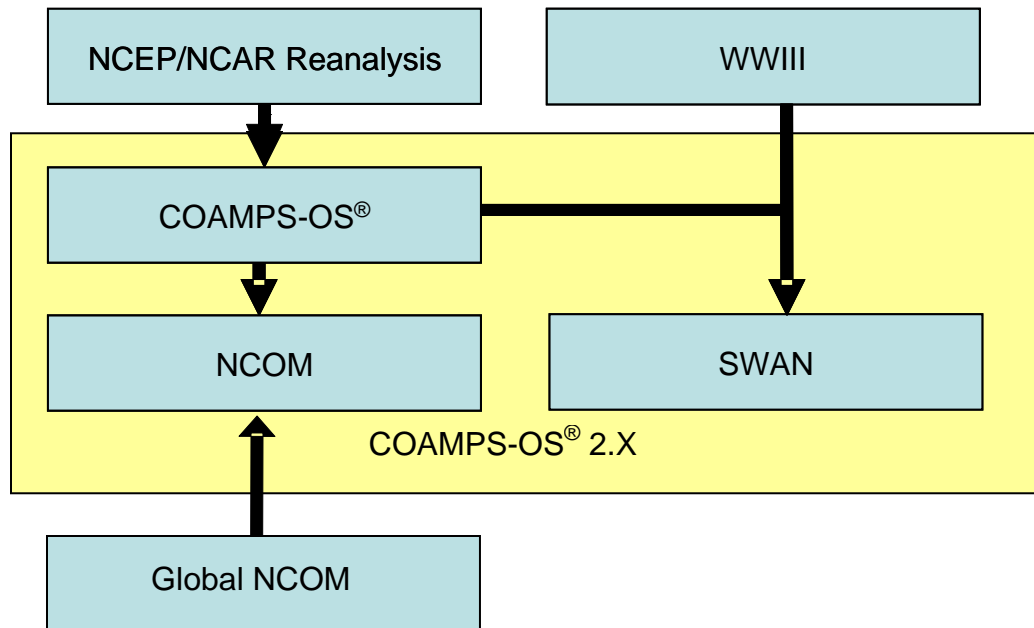 NCEP/NCAR Reanalysis
WWIII
COAMPS-OS®
NCOM
SWAN
COAMPS-OS® 2.X
Global NCOM